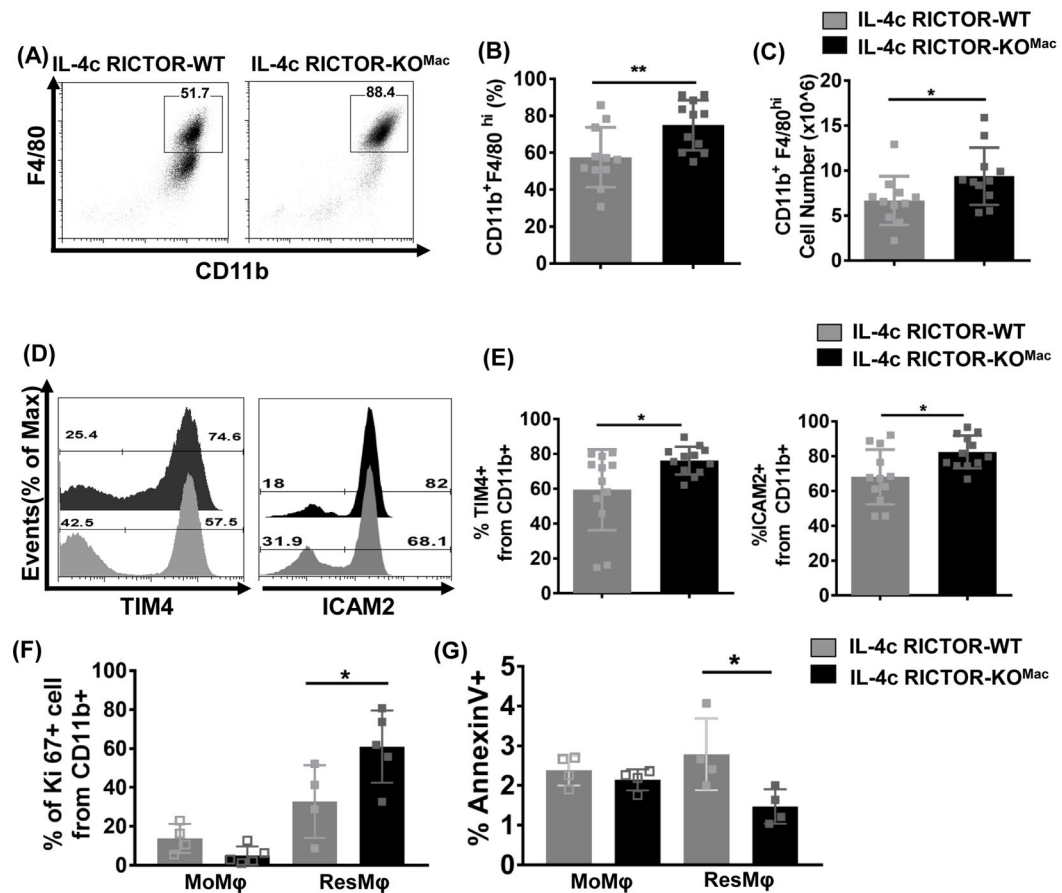 (A)
IL-4c RICTOR-WT IL-4c RICTOR-KOᴹᵃᶜ
51.7
88.4
F4/80
CD11b
(B)
**
CD11b⁺F4/80 ʰⁱ (%)
100
80
60
40
20
0
(C)
IL-4c RICTOR-WT
IL-4c RICTOR-KOᴹᵃᶜ
*
CD11b⁺ F4/80ʰⁱ
Cell Number (x10^6)
20
15
10
5
0
(D)
Events(% of Max)
25.4 74.6
42.5 57.5
TIM4
18 82
31.9 68.1
ICAM2
IL-4c RICTOR-WT
IL-4c RICTOR-KOᴹᵃᶜ
(E)
*
% TIM4+
from CD11b+
100
80
60
40
20
0
*
%ICAM2+
from CD11b+
100
80
60
40
20
0
(F)
*
% of Ki 67+ cell
from CD11b+
100
80
60
40
20
0
MoMφ ResMφ
(G)
*
% AnnexinV+
5
4
3
2
1
0
MoMφ ResMφ
IL-4c RICTOR-WT
IL-4c RICTOR-KOᴹᵃᶜ